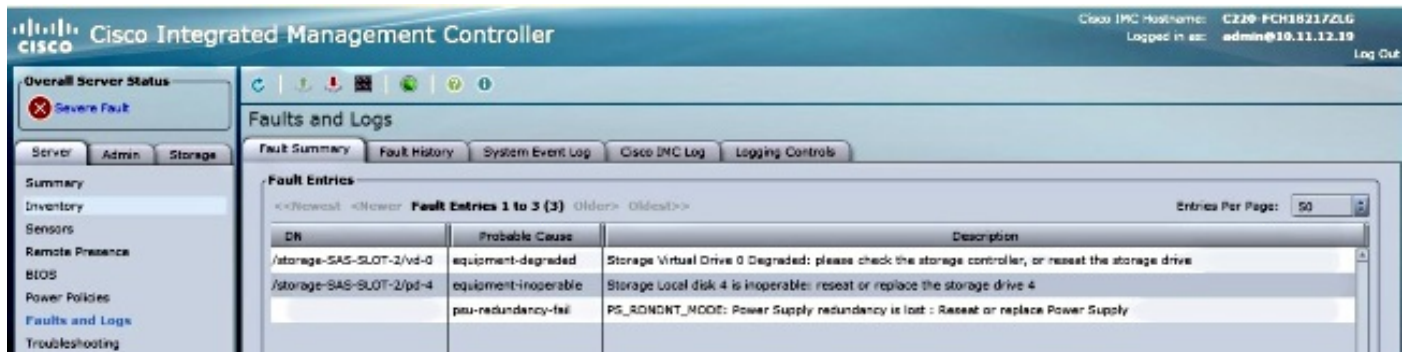 Cisco IMC Hostname: C220-FCH18217ZLG
CISCO Cisco Integrated Management Controller
Logged in as: admin@10.11.12.19
Log Out
Overall Server Status
Severe Fault
Faults and Logs
Server Admin Storage
Fault Summary Fault History System Event Log Cisco IMC Log Logging Controls
Summary
Inventory
Sensors
Remote Presence
BIOS
Power Policies
Faults and Logs
Troubleshooting
Fault Entries
<<Newest <Newer Fault Entries 1 to 3 (3) Older> Oldest>>
Entries Per Page: 50
DN Probable Cause Description
/storage-SAS-SLOT-2/vd-0 equipment-degraded Storage Virtual Drive 0 Degraded: please check the storage controller, or reseat the storage drive
/storage-SAS-SLOT-2/pd-4 equipment-inoperable Storage Local disk 4 is inoperable: reseat or replace the storage drive 4
psu-redundancy-fail PS_RDNDNT_MODE: Power Supply redundancy is lost : Reseat or replace Power Supply